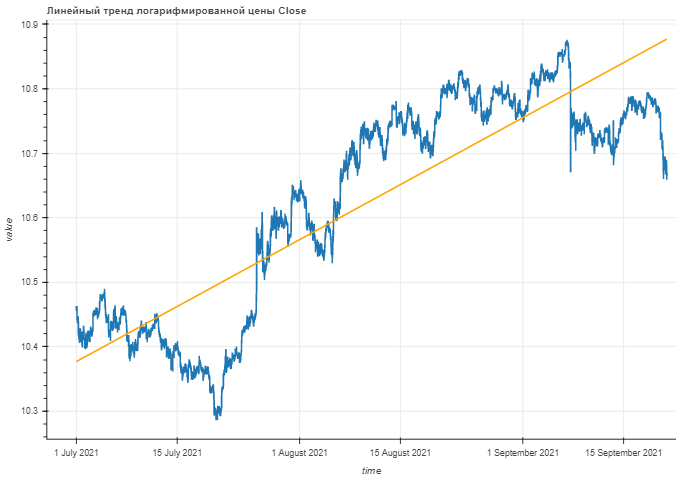 Линейный тренд логарифмированной цены Close
10.9
10.8
10.7
10.6
10.5
10.4
10.3
value
1 July 2021
15 July 2021
1 August 2021
15 August 2021
1 September 2021
15 September 2021
time